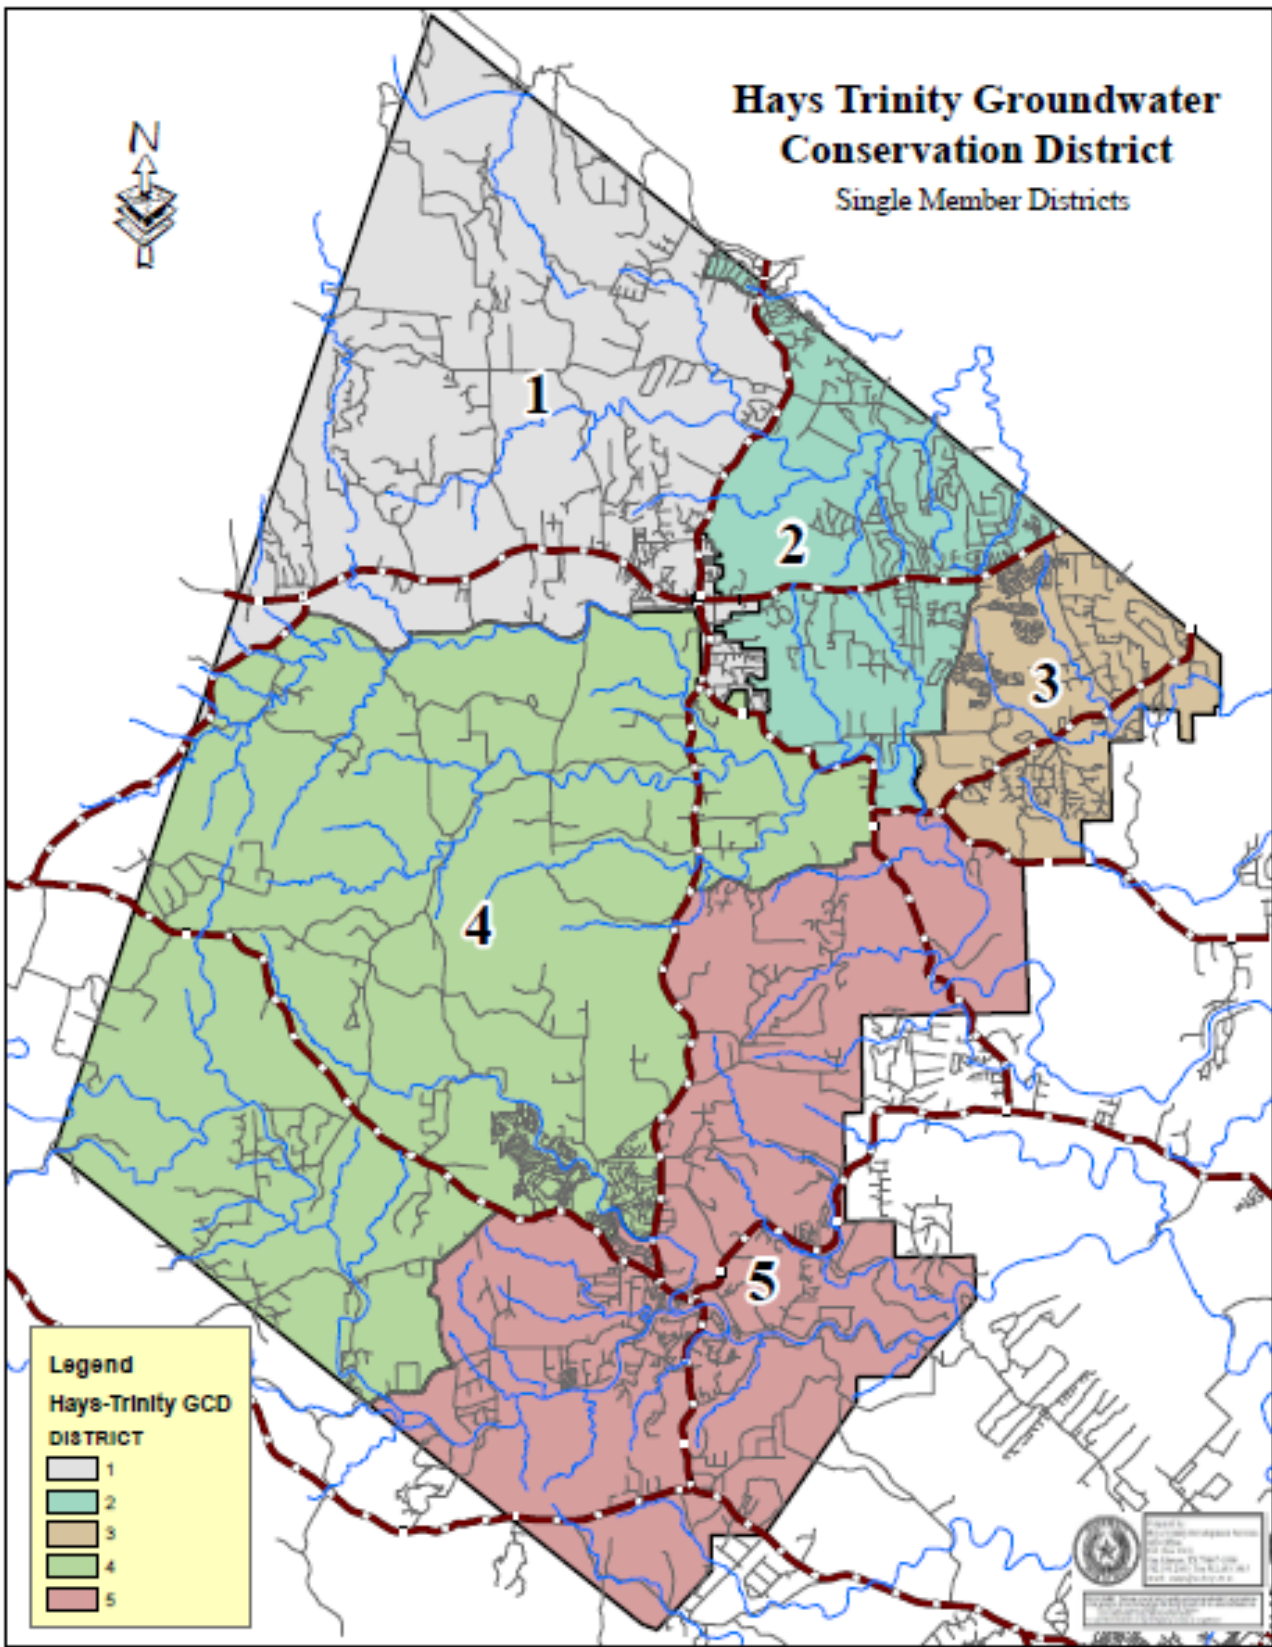 Hays Trinity Groundwater
Conservation District
Single Member Districts
N
1
2
3
4
5
Legend
Hays-Trinity GCD
DISTRICT
1
2
3
4
5